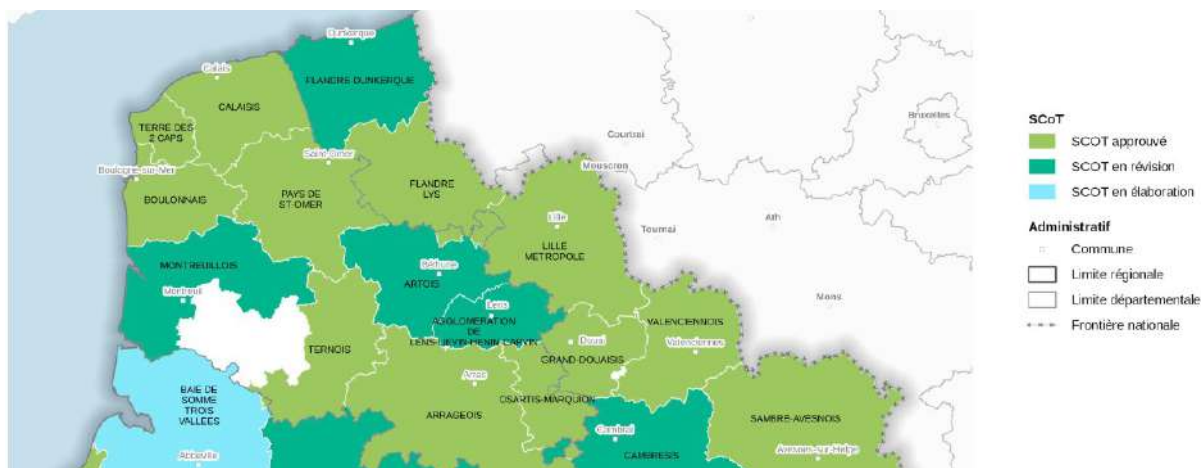 Dunkerque
FLANDRE-DUNKERQUE
Calais
CALAISIS
TERRE DES
2 CAPS
Boulogne-sur-Mer
BOULONNAIS
Saint-Omer
PAYS DE
ST-OMER
FLANDRE
LYS
Courtrai
Mouscron
Bruxelles
Lille
LILLE
METROPOLE
Tournai
Ath
Mons
MONTREUILLOIS
Montreuil
Béthune
ARTOIS
Lens
AGGLOMERATION
DE
LENS-LIEVIN-HENIN-CARVIN
TERNOIS
Douai
GRAND-DOUAISIS
VALENCIENNOIS
Valenciennes
Arras
ARRAGEOIS
OSARTIS-MARQUION
Cambrai
CAMBRESIS
SAMBRE-AVESNOIS
Avesnes-sur-Helpe
BAIE DE
SOMME
TROIS
VALLEES
Abbeville
SCoT
SCOT approuvé
SCOT en révision
SCOT en élaboration
Administratif
Commune
Limite régionale
Limite départementale
Frontière nationale